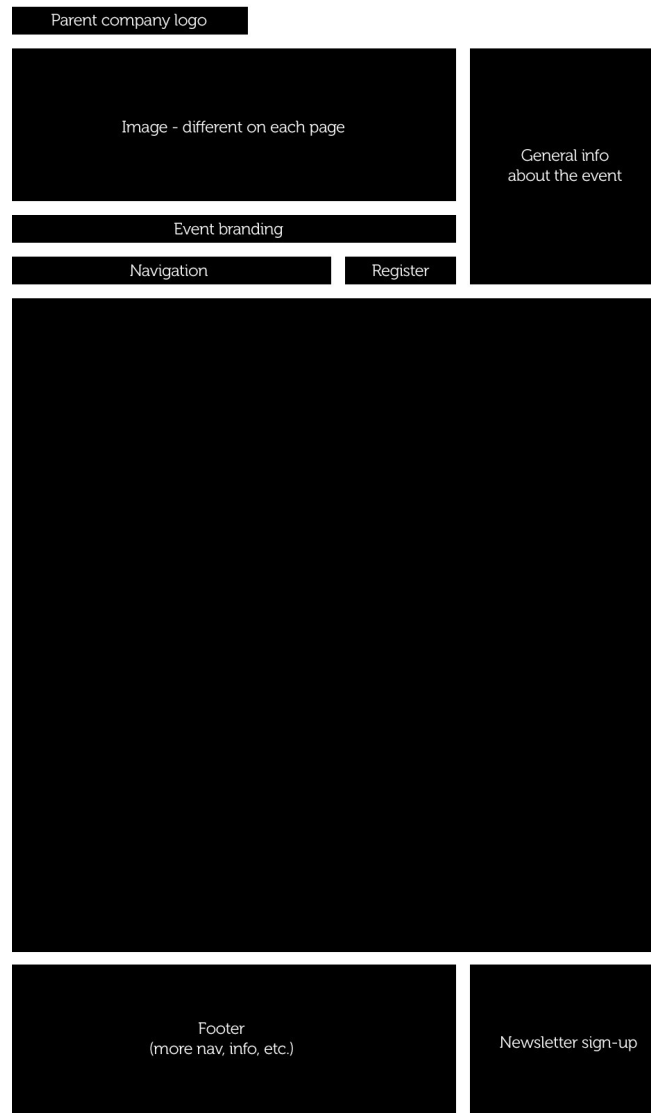 Parent company logo
Image - different on each page
General info
about the event
Event branding
Navigation
Register
Footer
(more nav, info, etc.)
Newsletter sign-up